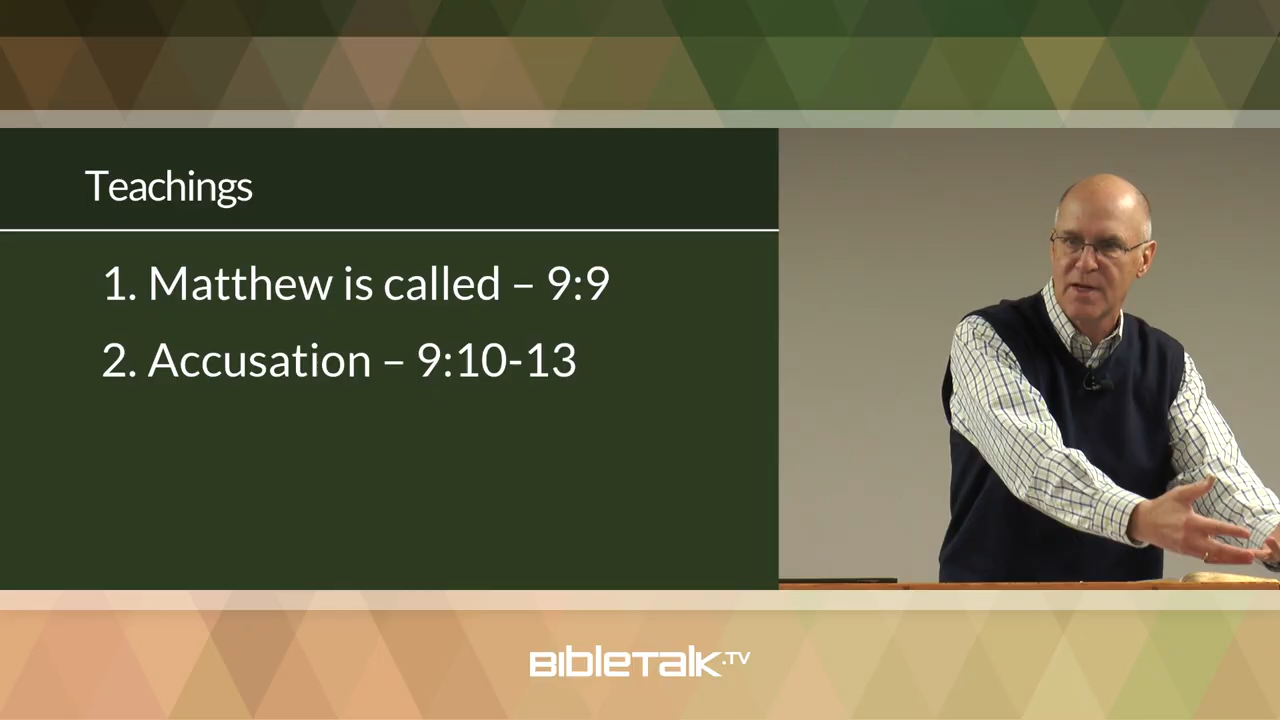 Teachings
1. Matthew is called – 9:9
2. Accusation – 9:10-13
BIBLETALK.TV